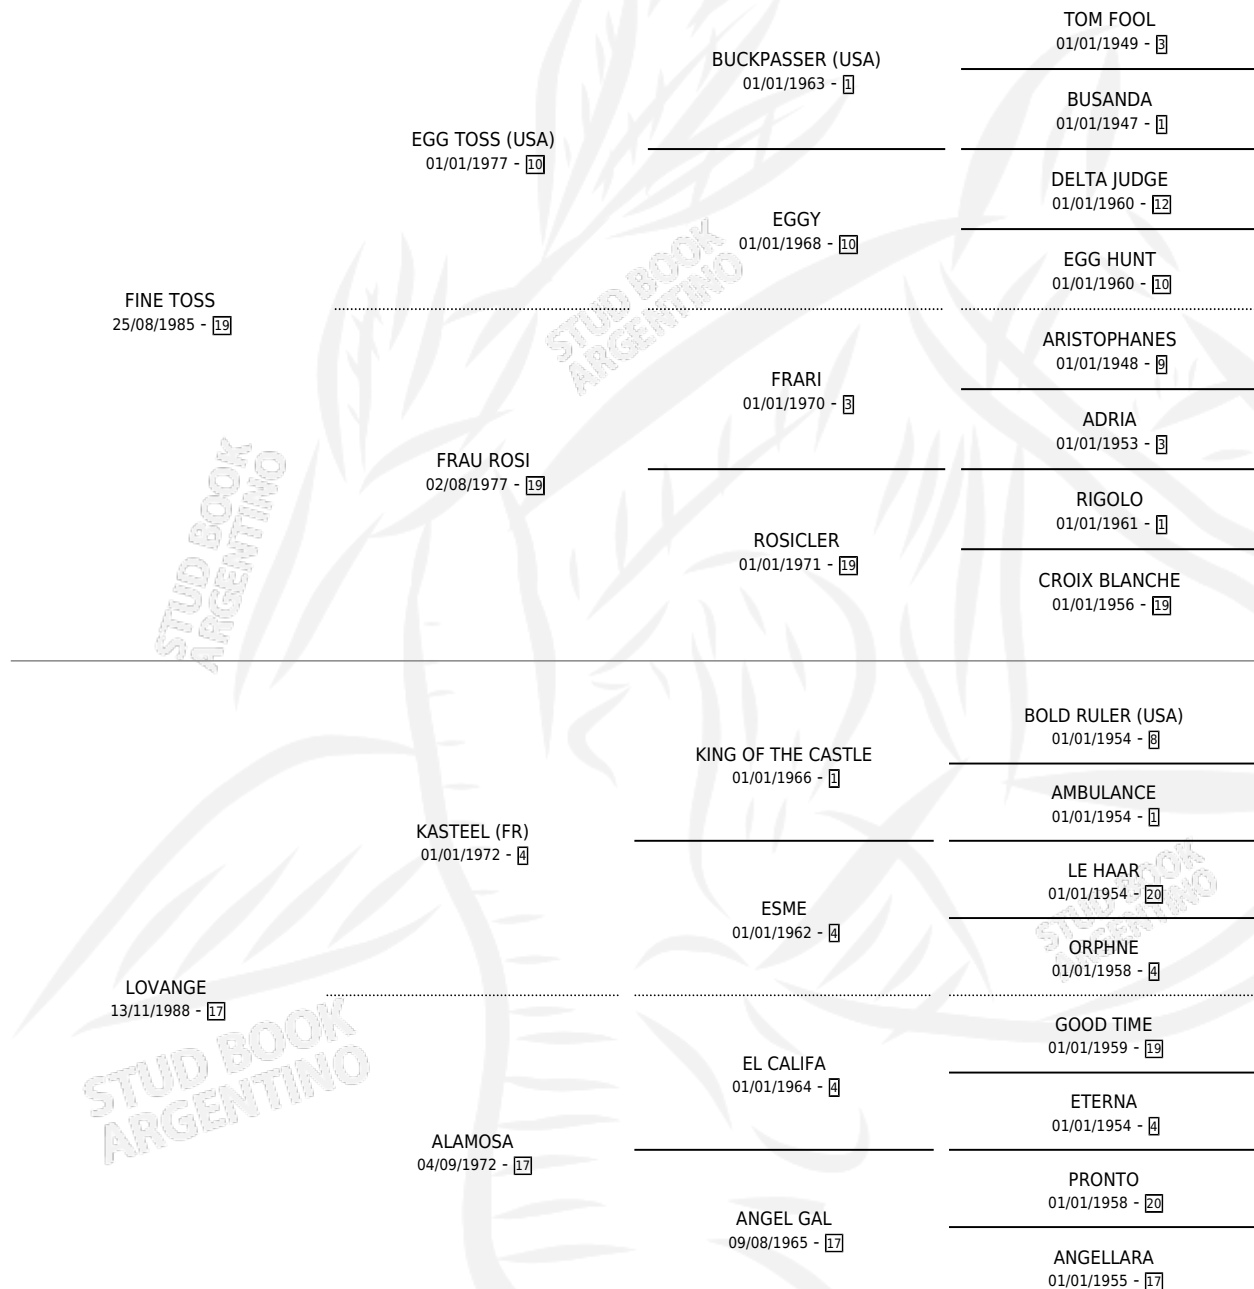 TOM FOOL
01/01/1949 - 3
BUCKPASSER (USA)
01/01/1963 - 1
BUSANDA
01/01/1947 - 1
EGG TOSS (USA)
01/01/1977 - 10
DELTA JUDGE
01/01/1960 - 12
EGGY
01/01/1968 - 10
EGG HUNT
01/01/1960 - 10
FINE TOSS
25/08/1985 - 19
ARISTOPHANES
01/01/1948 - 9
FRARI
01/01/1970 - 3
ADRIA
01/01/1953 - 3
FRAU ROSI
02/08/1977 - 19
RIGOLO
01/01/1961 - 1
ROSICLER
01/01/1971 - 19
CROIX BLANCHE
01/01/1956 - 19
BOLD RULER (USA)
01/01/1954 - 8
KING OF THE CASTLE
01/01/1966 - 1
AMBULANCE
01/01/1954 - 1
KASTEEL (FR)
01/01/1972 - 4
LE HAAR
01/01/1954 - 20
ESME
01/01/1962 - 4
ORPHNE
01/01/1958 - 4
LOVANGE
13/11/1988 - 17
GOOD TIME
01/01/1959 - 19
EL CALIFA
01/01/1964 - 4
ETERNA
01/01/1954 - 4
ALAMOSA
04/09/1972 - 17
PRONTO
01/01/1958 - 20
ANGEL GAL
09/08/1965 - 17
ANGELLARA
01/01/1955 - 17
STUD BOOK
ARGENTINO
STUD BOOK
ARGENTINO
STUD BOOK
ARGENTINO
STUD BOOK
ARGENTINO